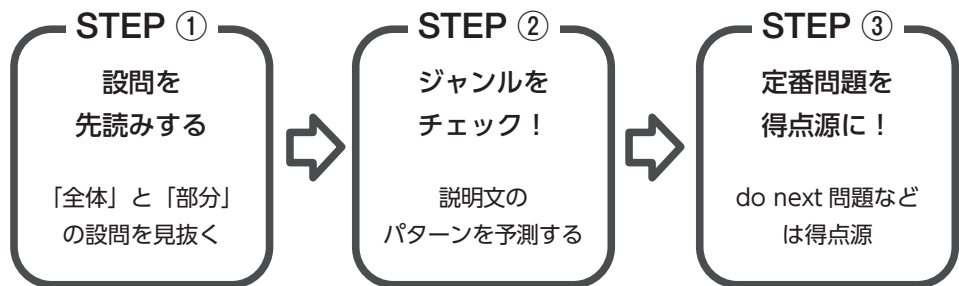 STEP ①
設問を
先読みする
「全体」と「部分」
の設問を見抜く
STEP ②
ジャンルを
チェック！
説明文の
パターンを予測する
STEP ③
定番問題を
得点源に！
do next 問題など
は得点源